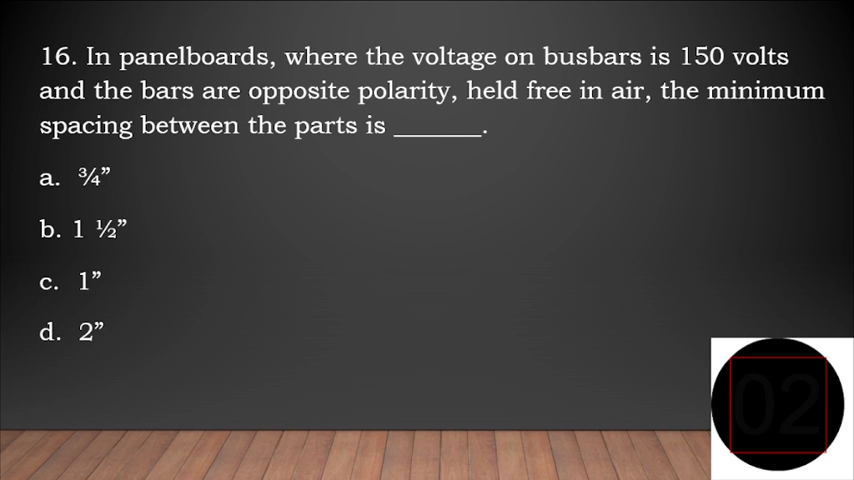 16. In panelboards, where the voltage on busbars is 150 volts
and the bars are opposite polarity, held free in air, the minimum
spacing between the parts is _______.
a. ¾”
b. 1 ½”
c. 1”
d. 2”
02